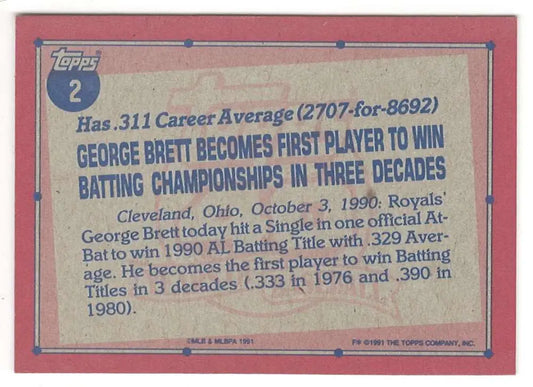 Topps®
2
Has .311 Career Average (2707-for-8692)
GEORGE BRETT BECOMES FIRST PLAYER TO WIN
BATTING CHAMPIONSHIPS IN THREE DECADES
Cleveland, Ohio, October 3, 1990: Royals'
George Brett today hit a Single in one official At-
Bat to win 1990 AL Batting Title with .329 Aver-
age. He becomes the first player to win Batting
Titles in 3 decades (.333 in 1976 and .390 in
1980).
©MLB & MLBPA 1991
F* ©1991 THE TOPPS COMPANY, INC.